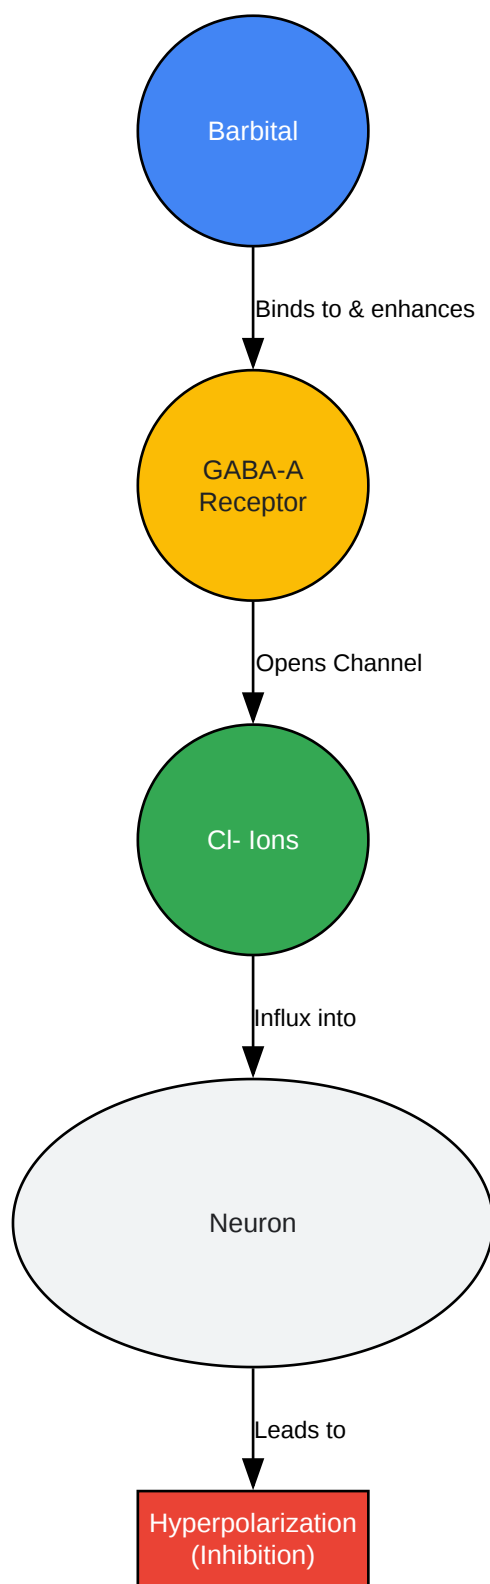 Barbital
Binds to & enhances
GABA-A
Receptor
Opens Channel
Cl- Ions
Influx into
Neuron
Leads to
Hyperpolarization
(Inhibition)